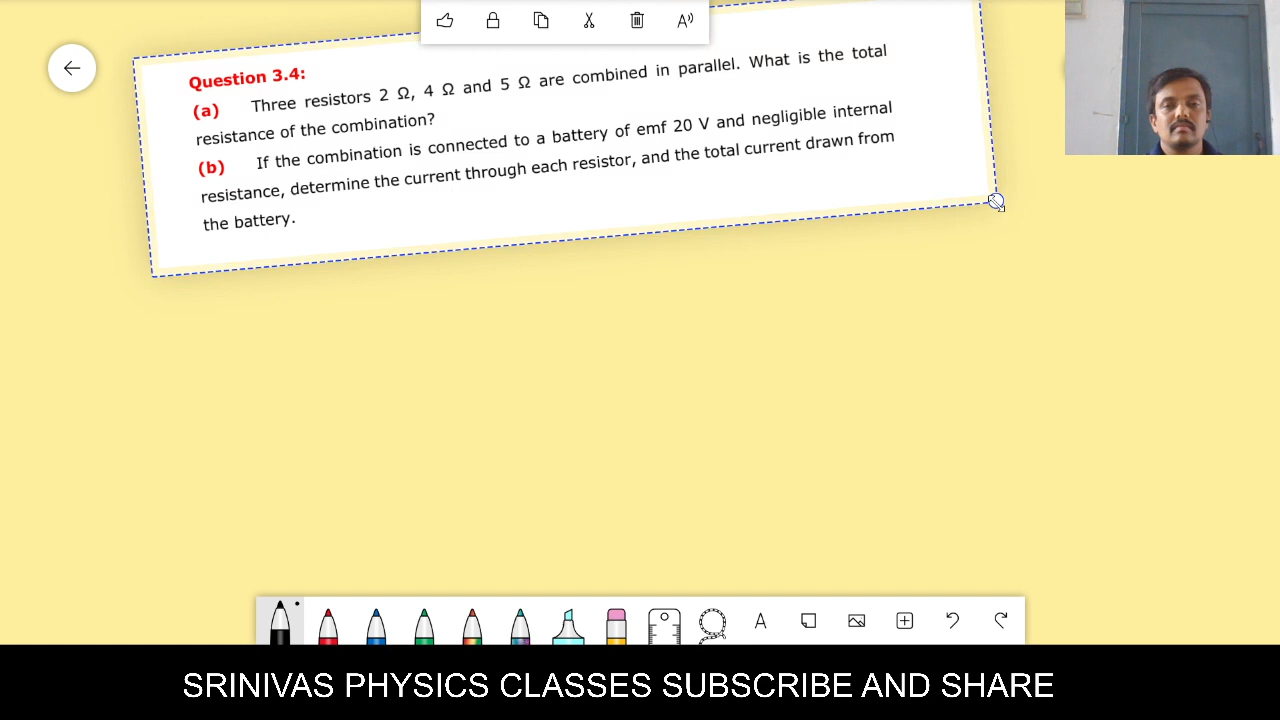 Question 3.4:
(a) Three resistors 2 Ω, 4 Ω and 5 Ω are combined in parallel. What is the total
resistance of the combination?
(b) If the combination is connected to a battery of emf 20 V and negligible internal
resistance, determine the current through each resistor, and the total current drawn from
the battery.
SRINIVAS PHYSICS CLASSES SUBSCRIBE AND SHARE